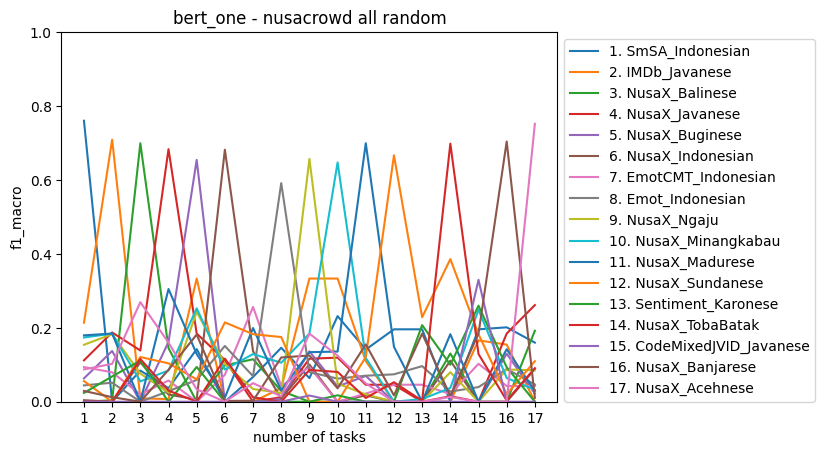 bert_one - nusacrowd all random
1.0
0.8
0.6
0.4
0.2
0.0
f1_macro
1 2 3 4 5 6 7 8 9 10 11 12 13 14 15 16 17
number of tasks
1. SmSA_Indonesian
2. IMDb_Javanese
3. NusaX_Balinese
4. NusaX_Javanese
5. NusaX_Buginese
6. NusaX_Indonesian
7. EmotCMT_Indonesian
8. Emot_Indonesian
9. NusaX_Ngaju
10. NusaX_Minangkabau
11. NusaX_Madurese
12. NusaX_Sundanese
13. Sentiment_Karonese
14. NusaX_TobaBatak
15. CodeMixedJVID_Javanese
16. NusaX_Banjarese
17. NusaX_Acehnese